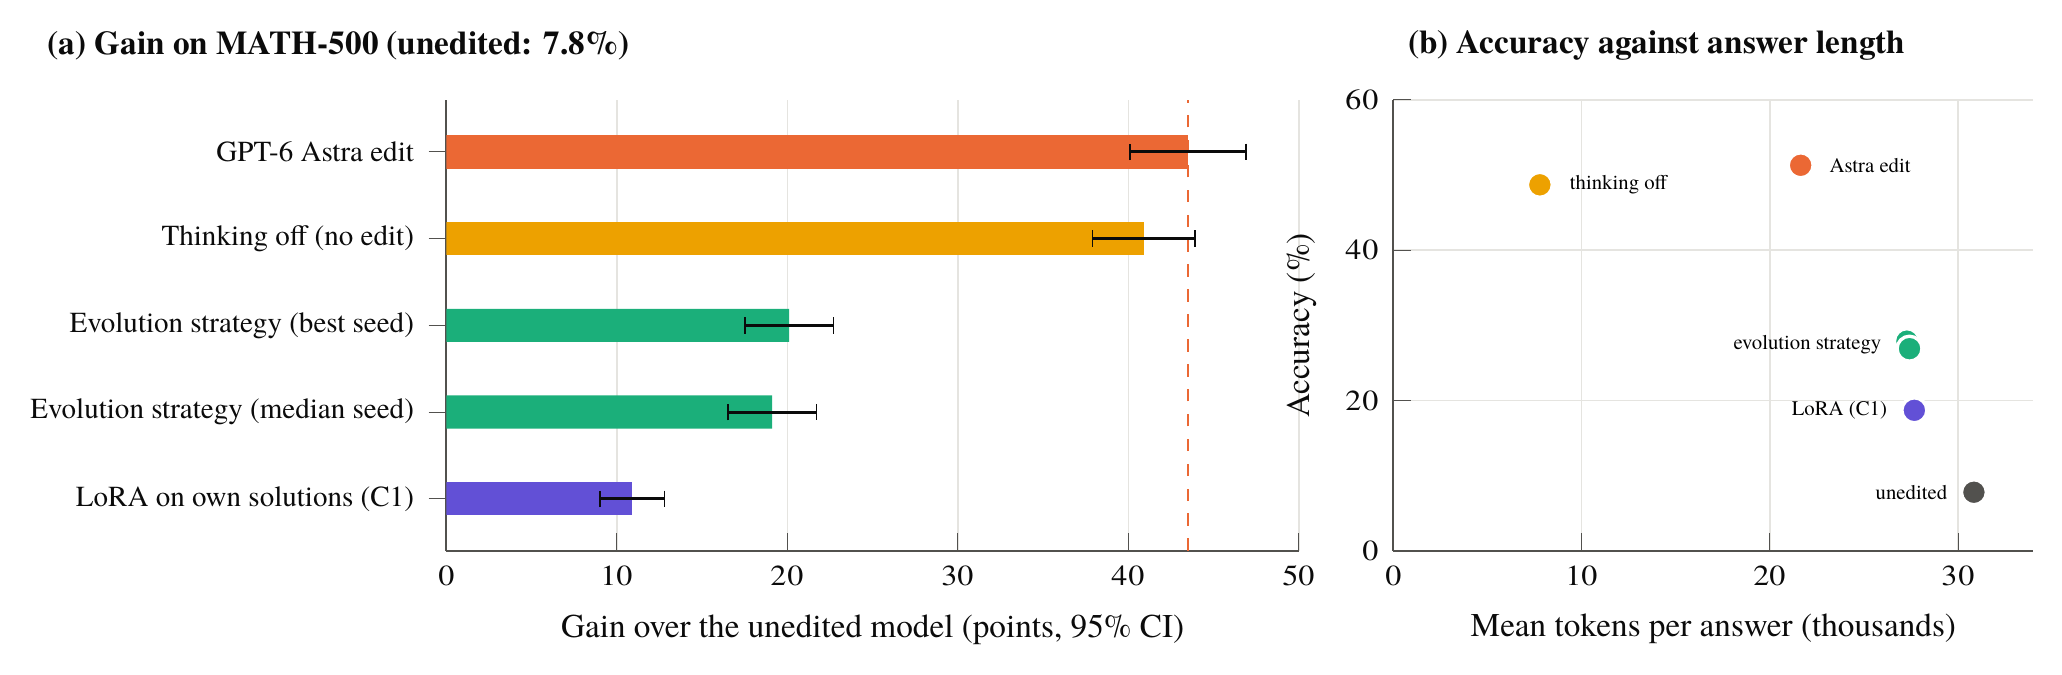 (a) Gain on MATH-500 (unedited: 7.8%)
GPT-6 Astra edit
Thinking off (no edit)
Evolution strategy (best seed)
Evolution strategy (median seed)
LoRA on own solutions (C1)
0 10 20 30 40 50
Gain over the unedited model (points, 95% CI)
(b) Accuracy against answer length
Accuracy (%)
60
40
20
0
thinking off
Astra edit
evolution strategy
LoRA (C1)
unedited
0 10 20 30
Mean tokens per answer (thousands)